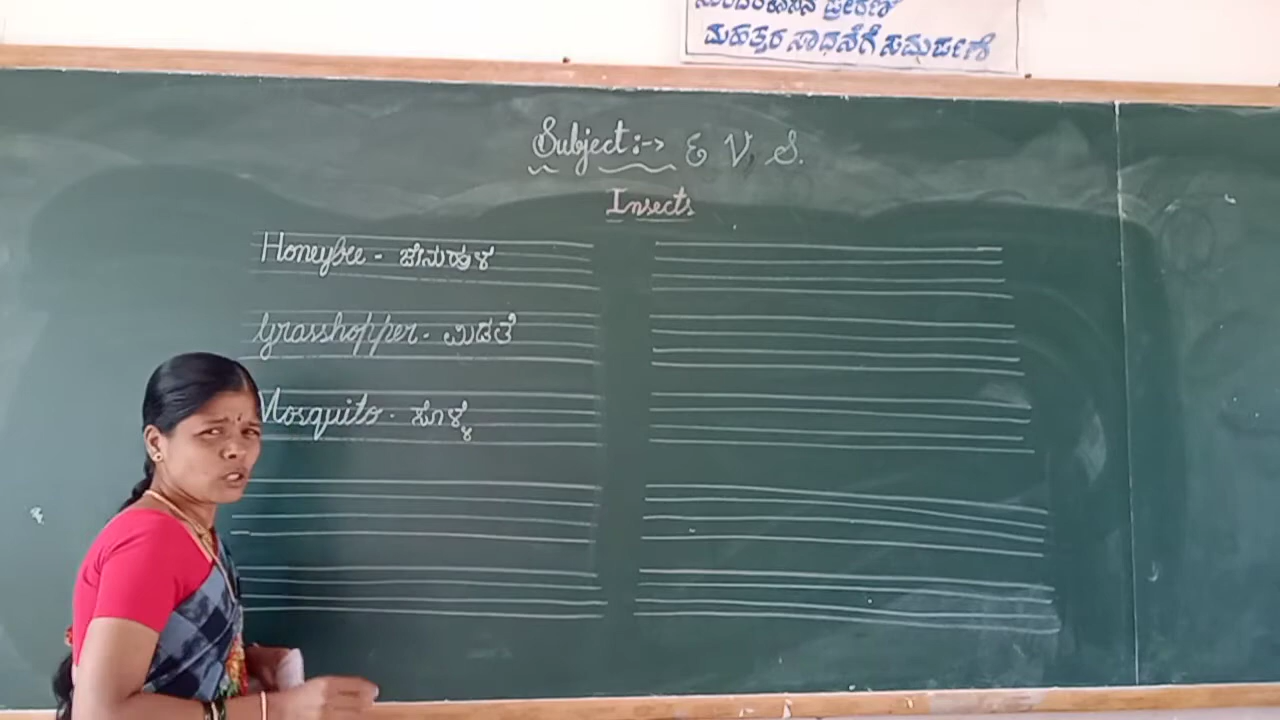 ಮಹತ್ತರ ಸಾಧನೆಗೆ ಸಮರ್ಪಣೆ
Subject :-> E V. S.
Insects
Honeybee - ಜೇನುಹುಳ
Grasshopper - ಮಿಡತೆ
Mosquito - ಸೊಳ್ಳೆ